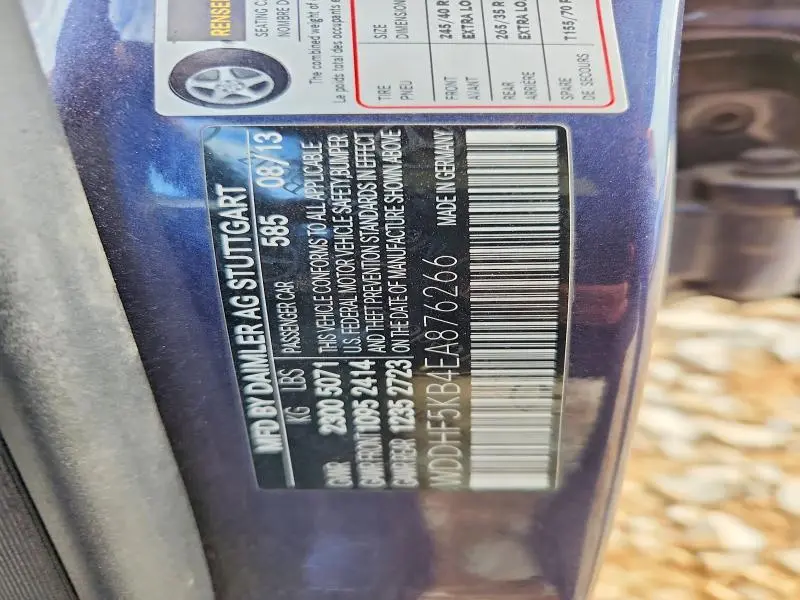 RENSEI
SEATING CA
NOMBRE D
The combined weight of
Le poids total des occupants e
TIRE SIZE
PNEU DIMENSION
FRONT 245/40 R
AVANT EXTRA LO
REAR 265/35 R
ARRIÈRE EXTRA LO
SPARE T155/70 R
DE SECOURS
MFD BY DAIMLER AG STUTTGART
KG LBS PASSENGER CAR 585 08/13
GVWR 2300 5071 THIS VEHICLE CONFORMS TO ALL APPLICABLE
GAWR FRONT 1095 2414 U.S. FEDERAL MOTOR VEHICLE SAFETY BUMPER
GAWR REAR 1235 2723 AND THEFT PREVENTION STANDARDS IN EFFECT
ON THE DATE OF MANUFACTURE SHOWN ABOVE
WDDHF5KB4EA876266 MADE IN GERMANY